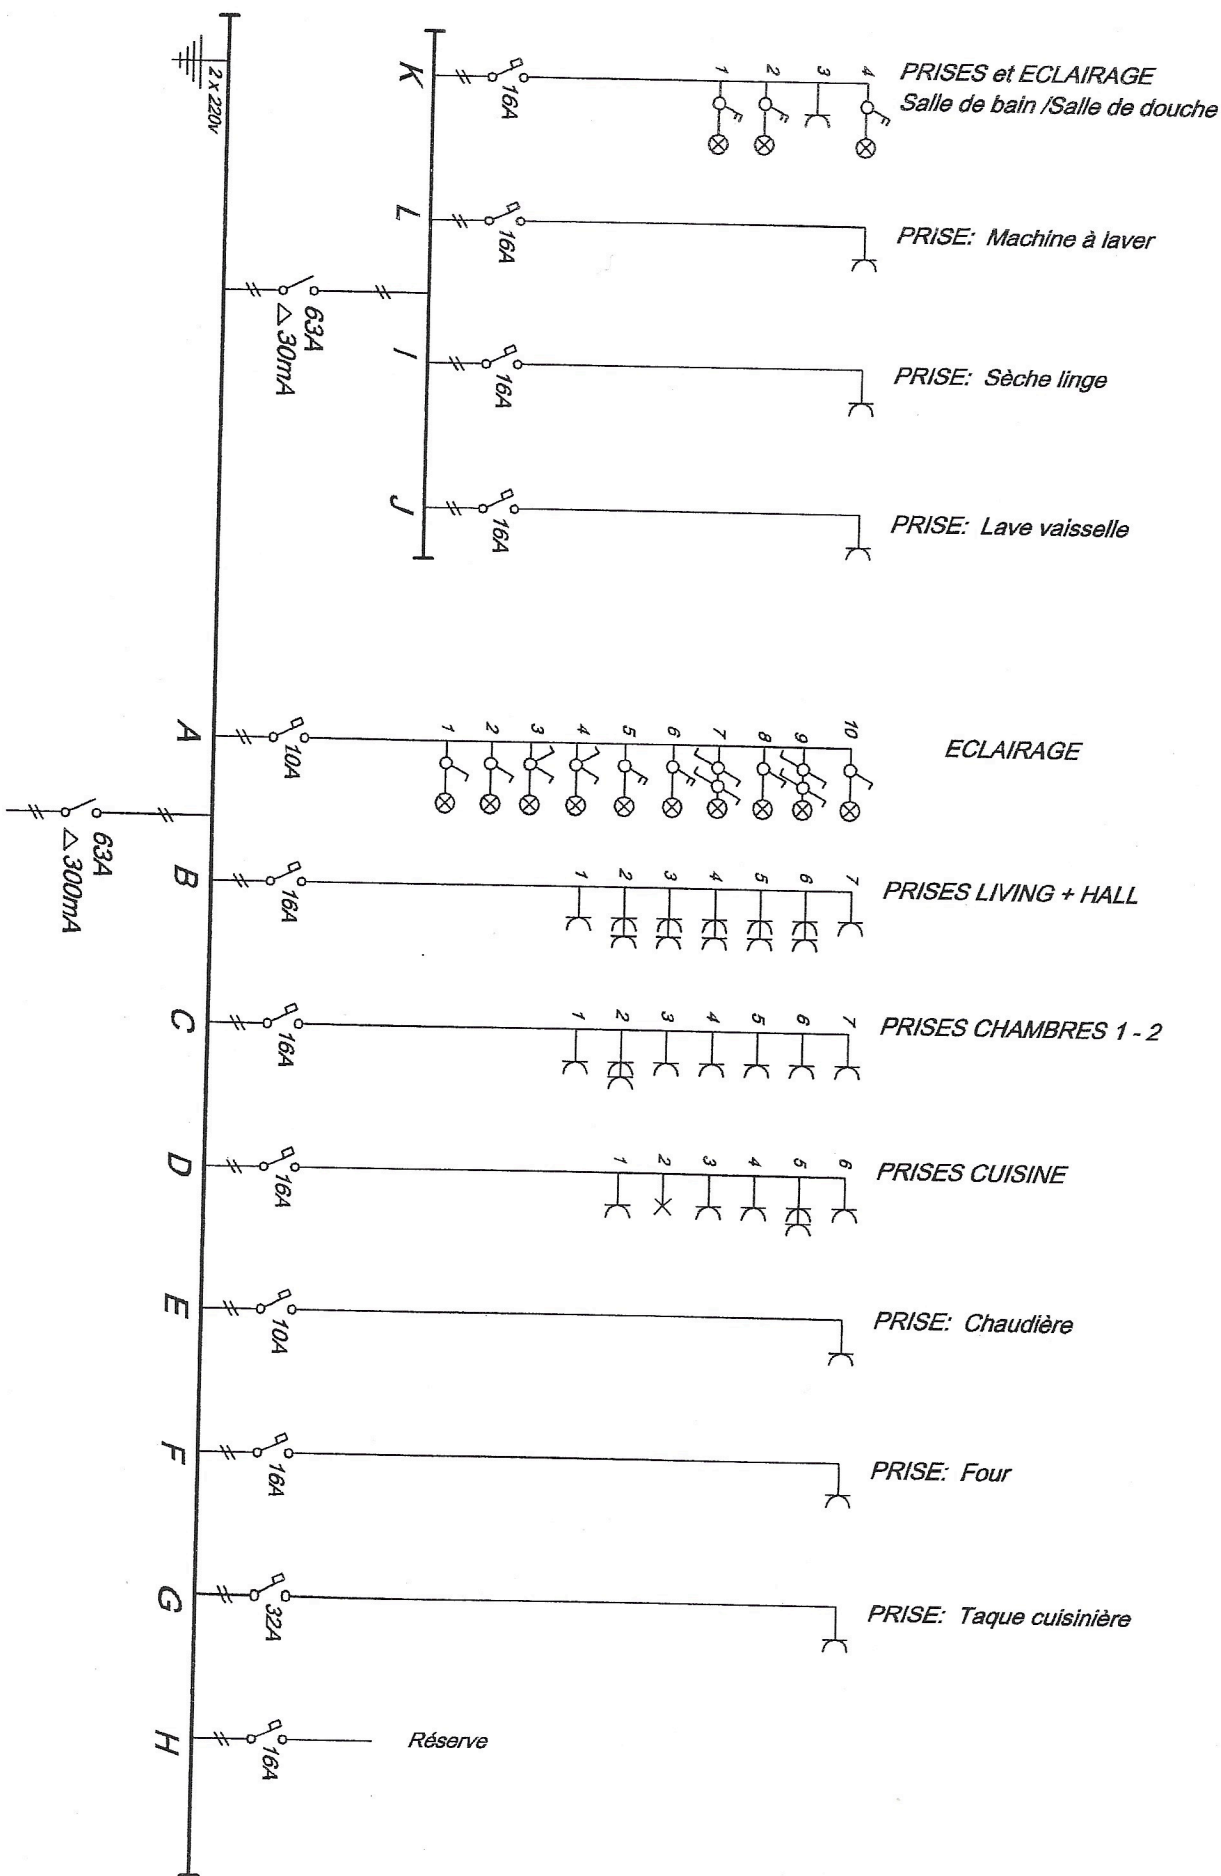 2 x 220v
K
16A
1
2
3
4
PRISES et ECLAIRAGE
Salle de bain /Salle de douche
L
16A
PRISE: Machine à laver
63A
△ 30mA
I
16A
PRISE: Sèche linge
J
16A
PRISE: Lave vaisselle
A
10A
1
2
3
4
5
6
7
8
9
10
ECLAIRAGE
63A
△ 300mA
B
16A
1
2
3
4
5
6
7
PRISES LIVING + HALL
C
16A
1
2
3
4
5
6
7
PRISES CHAMBRES 1 - 2
D
16A
1
2
3
4
5
6
PRISES CUISINE
E
10A
PRISE: Chaudière
F
16A
PRISE: Four
G
32A
PRISE: Taque cuisinière
H
16A
Réserve